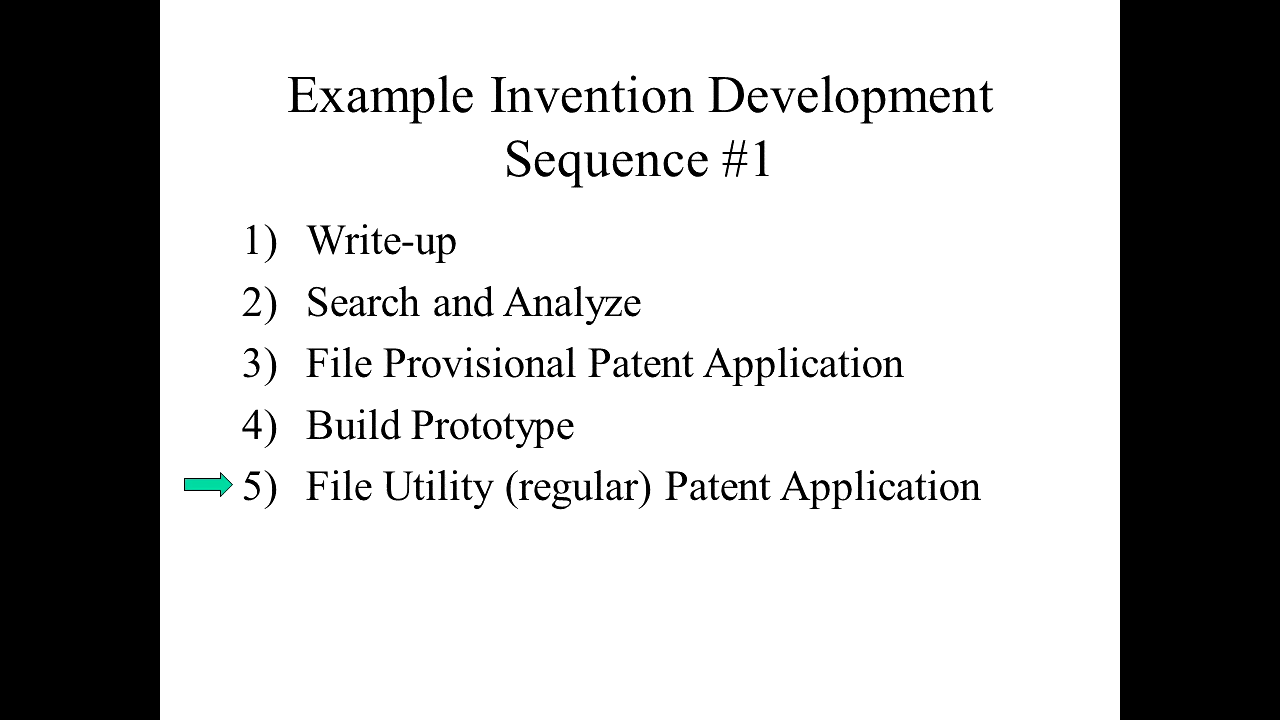 Example Invention Development
Sequence #1
1) Write-up
2) Search and Analyze
3) File Provisional Patent Application
4) Build Prototype
5) File Utility (regular) Patent Application